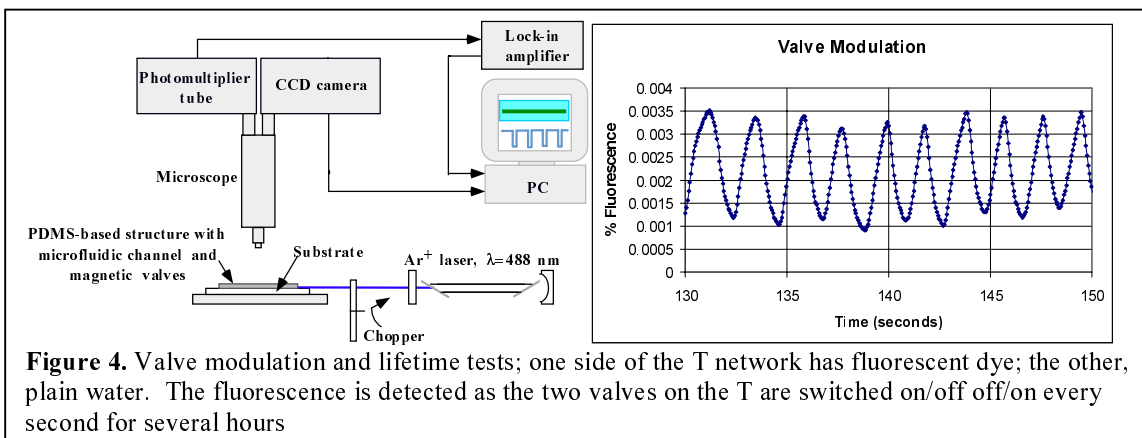 Lock-in
amplifier
Photomultiplier
tube
CCD camera
Microscope
PC
PDMS-based structure with
microfluidic channel and
magnetic valves
Substrate
Ar+ laser, λ=488 nm
Chopper
Valve Modulation
% Fluorescence
0.004
0.0035
0.003
0.0025
0.002
0.0015
0.001
0.0005
0
130 135 140 145 150
Time (seconds)
Figure 4. Valve modulation and lifetime tests; one side of the T network has fluorescent dye; the other,
plain water. The fluorescence is detected as the two valves on the T are switched on/off off/on every
second for several hours